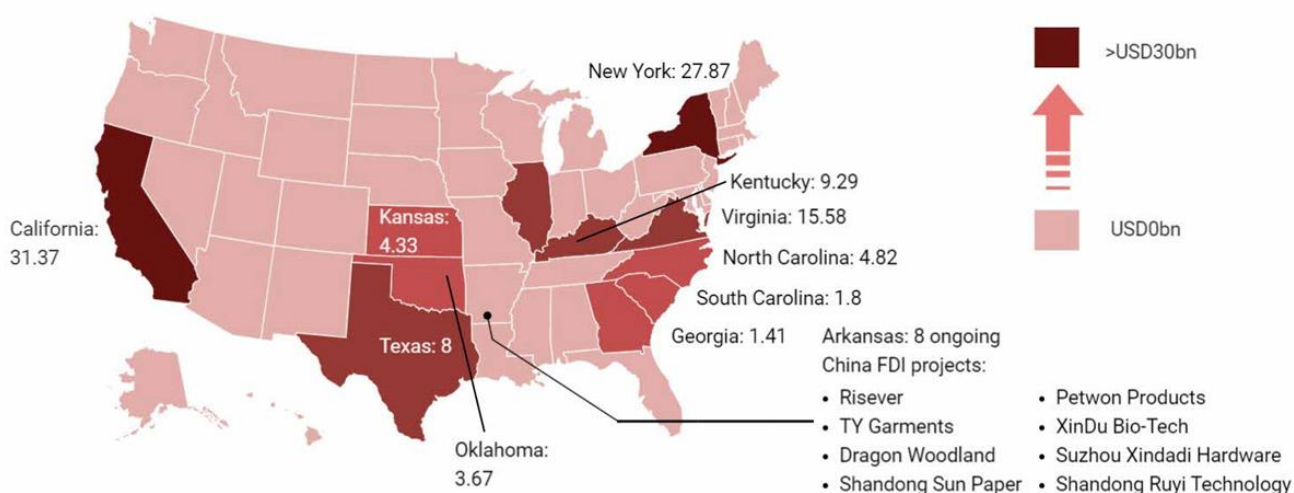 New York: 27.87
>USD30bn
Kentucky: 9.29
Virginia: 15.58
USD0bn
California:
31.37
Kansas:
4.33
North Carolina: 4.82
South Carolina: 1.8
Texas: 8
Georgia: 1.41
Arkansas: 8 ongoing
China FDI projects:
• Risever
• TY Garments
• Dragon Woodland
• Shandong Sun Paper
• Petwon Products
• XinDu Bio-Tech
• Suzhou Xindadi Hardware
• Shandong Ruyi Technology
Oklahoma:
3.67